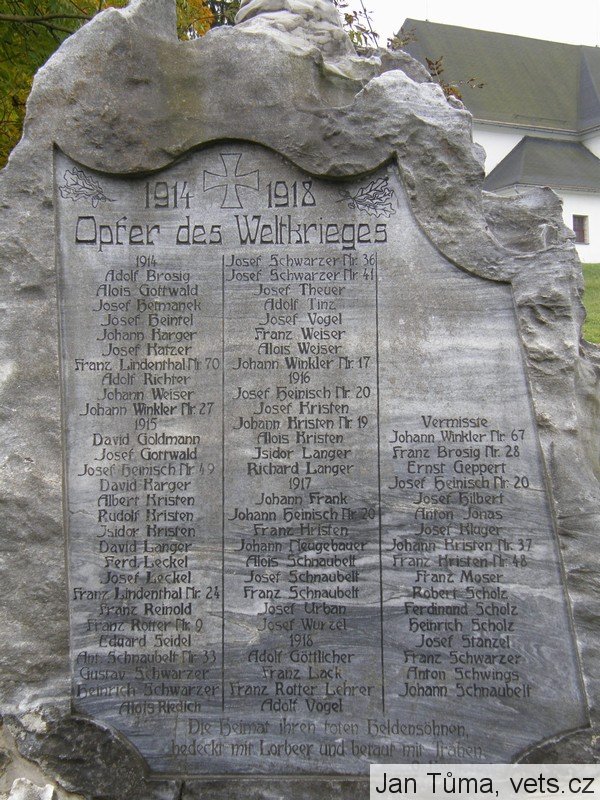 1914 1918
Opfer des Weltkrieges
1914
Adolf Brosig
Alois Gottwald
Josef Hermanek
Josef Heintel
Johann Karger
Josef Katzer
Franz Lindenthal Nr 70
Adolf Richter
Johann Weiser
Johann Winkler Nr. 27
1915
David Goldmann
Josef Gottwald
Josef Heinisch Nr 49
David Karger
Albert Kristen
Rudolf Kristen
Isidor Kristen
David Langer
Ferd. Leckel
Josef Leckel
Franz Lindenthal Nr. 24
Franz Reinold
Franz Rotter Nr. 9
Eduard Seidel
Ant. Schnaubelt Nr. 33
Gustav Schwarzer
Heinrich Schwarzer
Alois Riedich
Josef Schwarzer Nr. 36
Josef Schwarzer Nr. 41
Josef Theuer
Adolf Tinz
Josef Vogel
Franz Weiser
Alois Weiser
Johann Winkler Nr. 17
1916
Josef Heinisch Nr. 20
Josef Kristen
Johann Kristen Nr. 19
Alois Kristen
Isidor Langer
Richard Langer
1917
Johann Frank
Johann Heinisch Nr. 20
Franz Kristen
Johann Neugebauer
Alois Schnaubelt
Josef Schnaubelt
Franz Schnaubelt
Josef Urban
Josef Wurzel
1918
Adolf Göttlicher
Franz Lack
Franz Rotter Lehrer
Adolf Vogel
Vermisste
Johann Winkler Nr. 67
Franz Brosig Nr. 28
Ernst Geppert
Josef Heinisch Nr. 20
Josef Hilbert
Anton Jonas
Josef Kluger
Johann Kristen Nr. 37
Franz Kristen Nr. 48
Franz Moser
Robert Scholz
Ferdinand Scholz
Heinrich Scholz
Josef Stanzel
Franz Schwarzer
Anton Schwings
Johann Schnaubelt
Die Heimat ihren toten Heldensöhnen,
bedeckt mit Lorbeer und betaut mit Trähen.
Jan Tůma, vets.cz